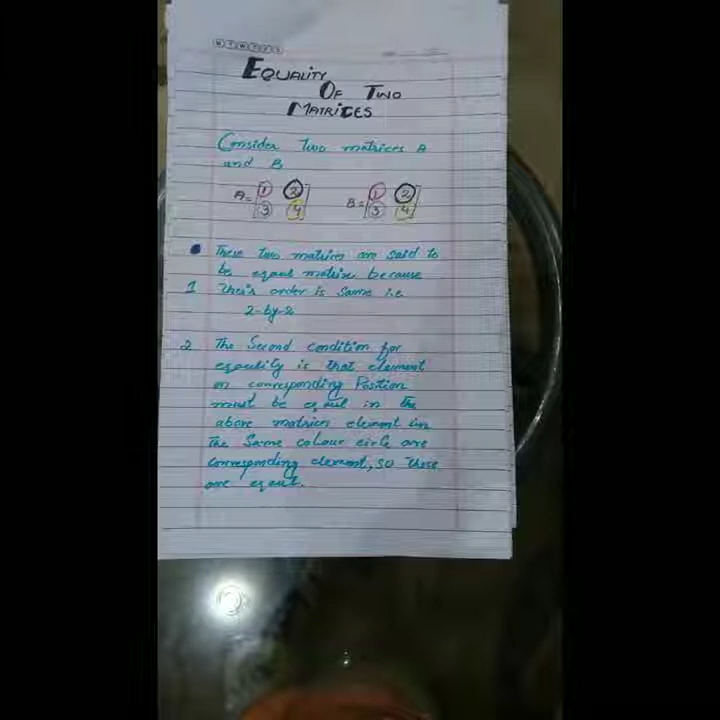 M T W T F S S
EQUALITY
OF TWO
MATRICES
Consider two matrices A
and B
A= [1 2
3 4]
B= [1 2
3 4]
These two matrices are said to
be equal matrix because
1 Their order is same i.e
2-by-2
2 The Second condition for
equality is that element
on corresponding Position
must be equal in the
above matrices element in
the Same colour circle are
corresponding element, so these
are equal.